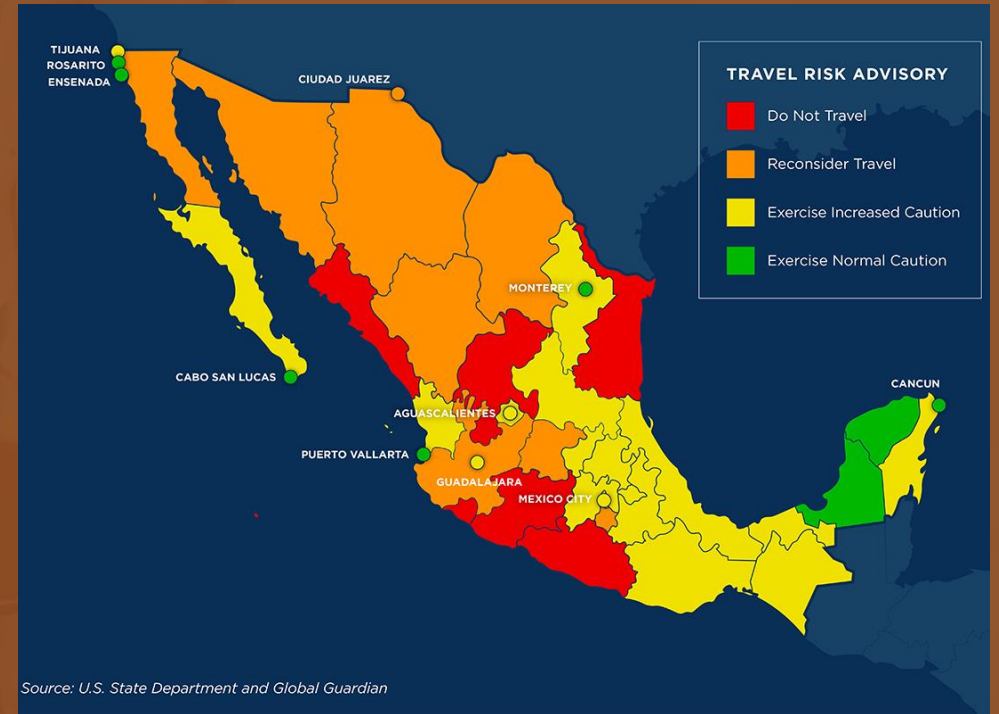 TIJUANA
ROSARITO
ENSENADA
CIUDAD JUAREZ
TRAVEL RISK ADVISORY
Do Not Travel
Reconsider Travel
Exercise Increased Caution
Exercise Normal Caution
MONTEREY
CABO SAN LUCAS
CANCUN
AGUASCALIENTES
PUERTO VALLARTA
GUADALAJARA
MEXICO CITY
Source: U.S. State Department and Global Guardian